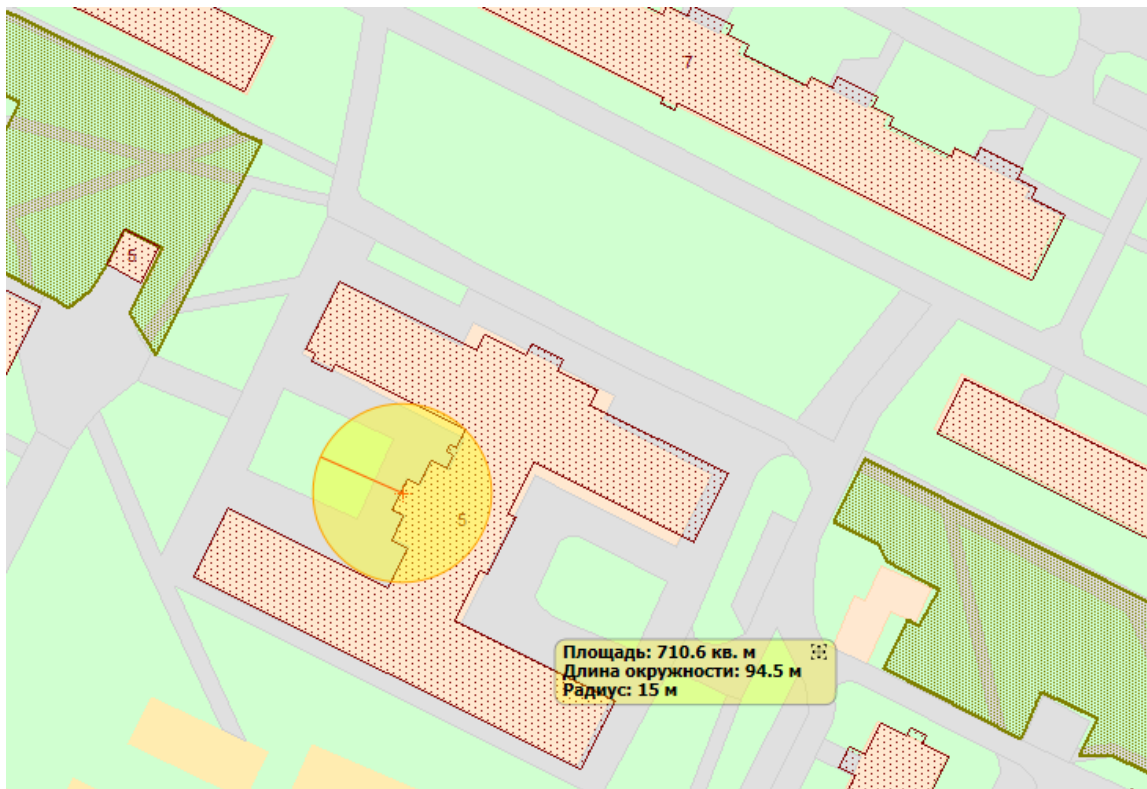 7
5
5
Площадь: 710.6 кв. м
Длина окружности: 94.5 м
Радиус: 15 м